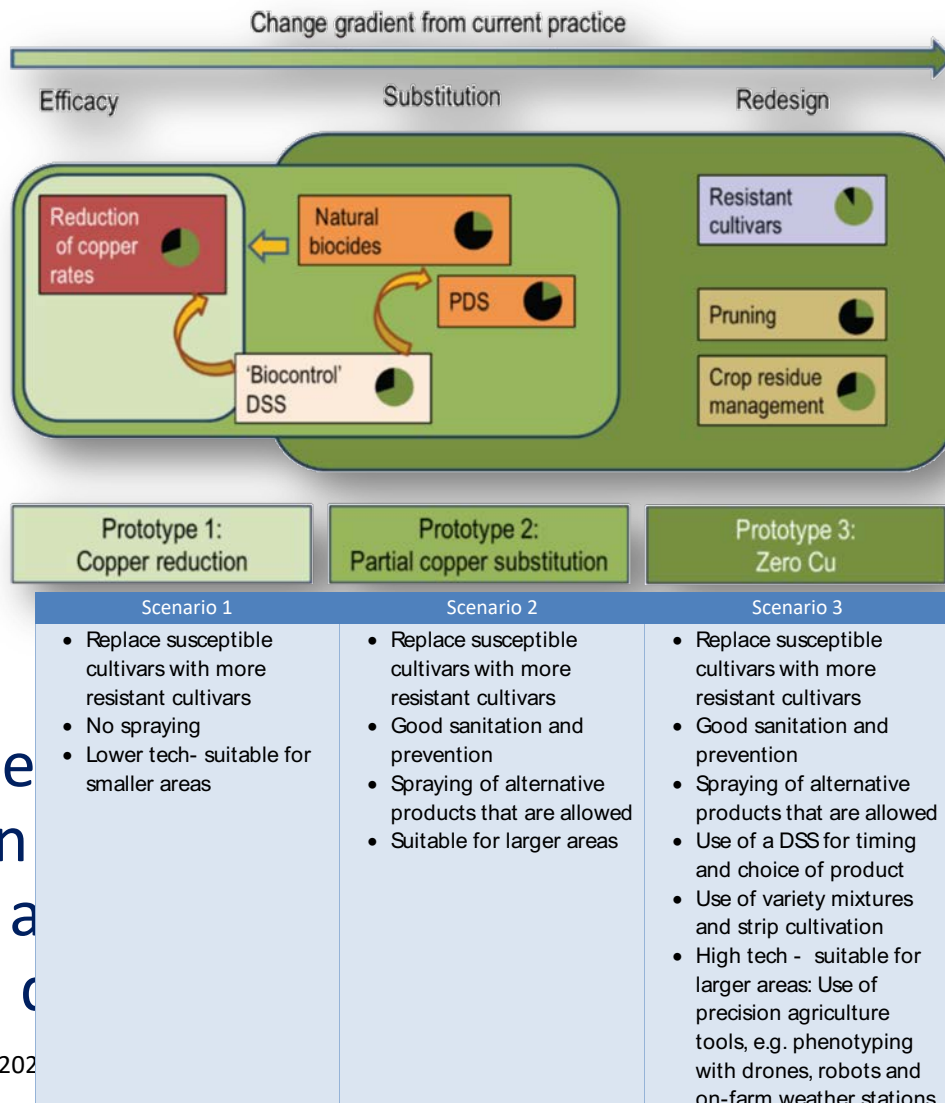 Change gradient from current practice
Efficacy
Substitution
Redesign
Reduction
of copper
rates
Natural
biocides
PDS
'Biocontrol'
DSS
Resistant
cultivars
Pruning
Crop residue
management
Prototype 1:
Copper reduction
Prototype 2:
Partial copper substitution
Prototype 3:
Zero Cu
Scenario 1
• Replace susceptible
cultivars with more
resistant cultivars
• No spraying
• Lower tech- suitable for
smaller areas
Scenario 2
• Replace susceptible
cultivars with more
resistant cultivars
• Good sanitation and
prevention
• Spraying of alternative
products that are allowed
• Suitable for larger areas
Scenario 3
• Replace susceptible
cultivars with more
resistant cultivars
• Good sanitation and
prevention
• Spraying of alternative
products that are allowed
• Use of a DSS for timing
and choice of product
• Use of variety mixtures
and strip cultivation
• High tech - suitable for
larger areas: Use of
precision agriculture
tools, e.g. phenotyping
with drones, robots and
on-farm weather stations
e
n
a
202